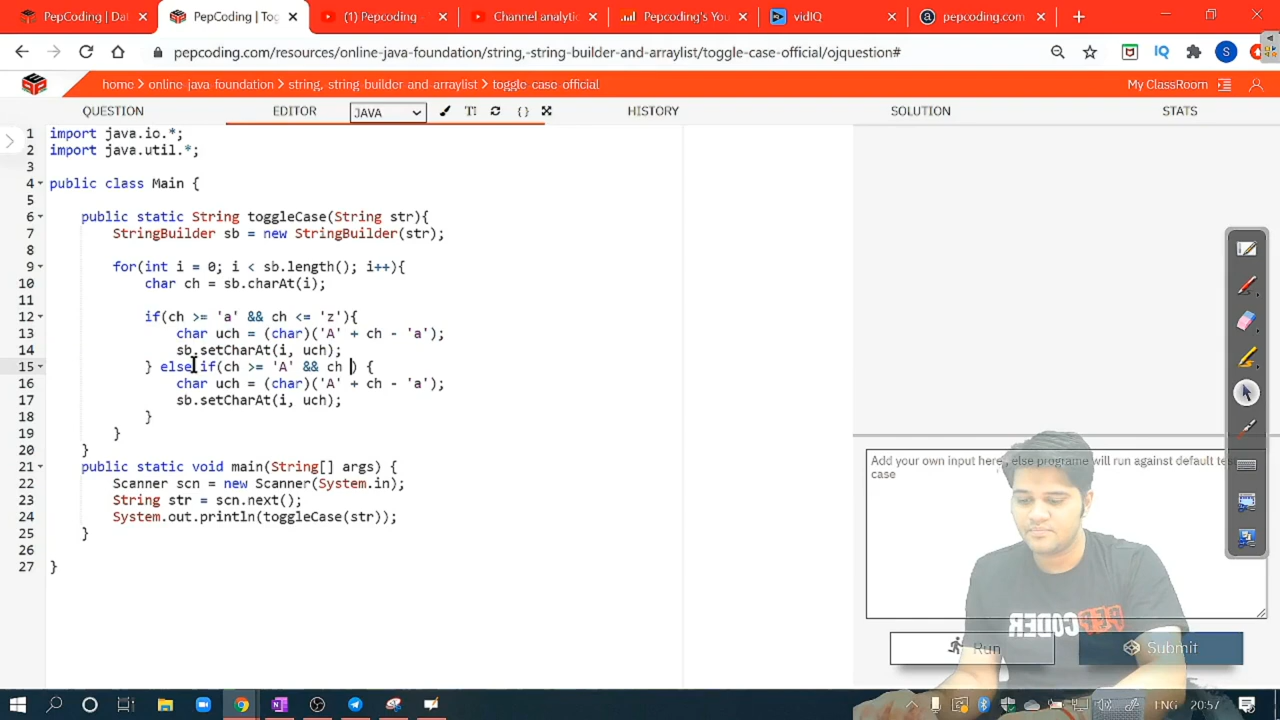 PepCoding | Dat
PepCoding | Tog
(1) Pepcoding -
Channel analytic
Pepcoding's You
vidIQ
pepcoding.com
pepcoding.com/resources/online-java-foundation/string,-string-builder-and-arraylist/toggle-case-official/ojquestion#
home > online-java-foundation > string, string builder and arraylist > toggle-case-official
My ClassRoom
QUESTION
EDITOR
JAVA
HISTORY
SOLUTION
STATS
1 import java.io.*;
2 import java.util.*;
3
4 public class Main {
5
6 public static String toggleCase(String str){
7 StringBuilder sb = new StringBuilder(str);
8
9 for(int i = 0; i < sb.length(); i++){
10 char ch = sb.charAt(i);
11
12 if(ch >= 'a' && ch <= 'z'){
13 char uch = (char)('A' + ch - 'a');
14 sb.setCharAt(i, uch);
15 } else if(ch >= 'A' && ch ) {
16 char uch = (char)('A' + ch - 'a');
17 sb.setCharAt(i, uch);
18 }
19 }
20 }
21 public static void main(String[] args) {
22 Scanner scn = new Scanner(System.in);
23 String str = scn.next();
24 System.out.println(toggleCase(str));
25 }
26
27 }
Add your own input here , else programe will run against default te
case
PEPCODER
Run
Submit
ENG
20:57